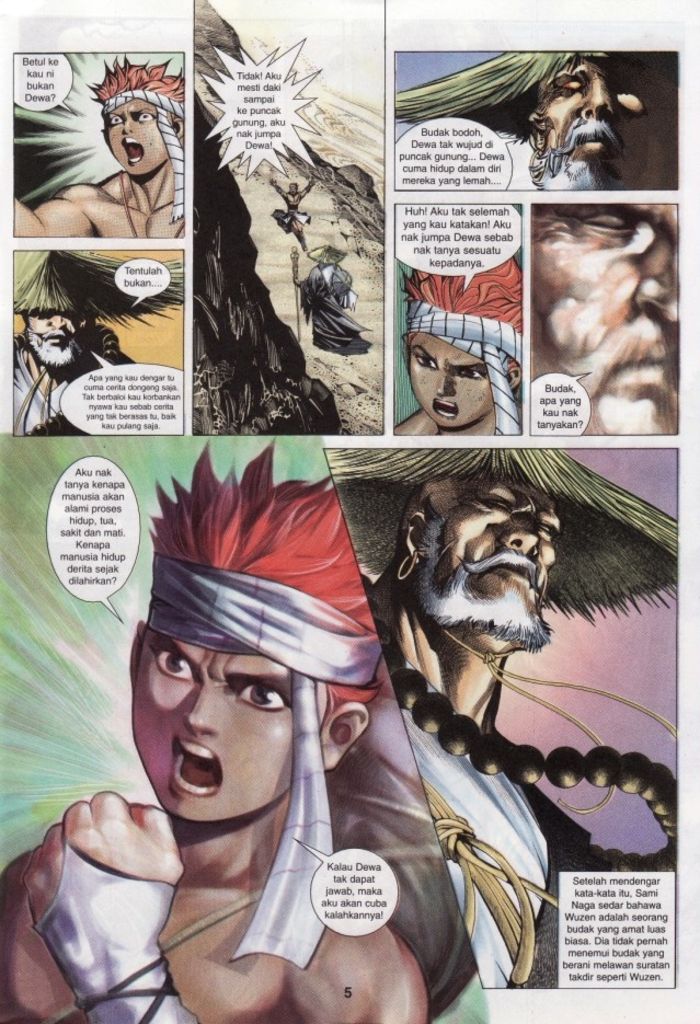 Betul ke
kau ni
bukan
Dewa?
Tentulah
bukan....
Apa yang kau dengar tu
cuma cerita dongeng saja.
Tak berbaloi kau korbankan
nyawa kau sebab cerita
yang tak berasas tu, baik
kau pulang saja.
Tidak! Aku
mesti daki
sampai
ke puncak
gunung, aku
nak jumpa
Dewa!
Budak bodoh,
Dewa tak wujud di
puncak gunung... Dewa
cuma hidup dalam diri
mereka yang lemah....
Huh! Aku tak selemah
yang kau katakan! Aku
nak jumpa Dewa sebab
nak tanya sesuatu
kepadanya.
Budak,
apa yang
kau nak
tanyakan?
Aku nak
tanya kenapa
manusia akan
alami proses
hidup, tua,
sakit dan mati.
Kenapa
manusia hidup
derita sejak
dilahirkan?
Kalau Dewa
tak dapat
jawab, maka
aku akan cuba
kalahkannya!
Setelah mendengar
kata-kata itu, Sami
Naga sedar bahawa
Wuzen adalah seorang
budak yang amat luas
biasa. Dia tidak pernah
menemui budak yang
berani melawan suratan
takdir seperti Wuzen.
5